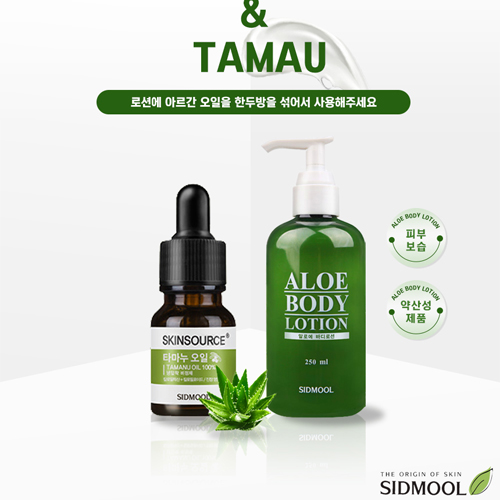 &
TAMAU
로션에 아르간 오일을 한두방을 섞어서 사용해주세요
ALOE BODY LOTION
피부
보습
ALOE BODY LOTION
약산성
제품
SKINSOURCE®
타마누 오일
TAMANU OIL 100%
ALOE
BODY
LOTION
알로에 바디로션
250 ml
SIDMOOL
SIDMOOL
THE ORIGIN OF SKIN
SIDMOOL